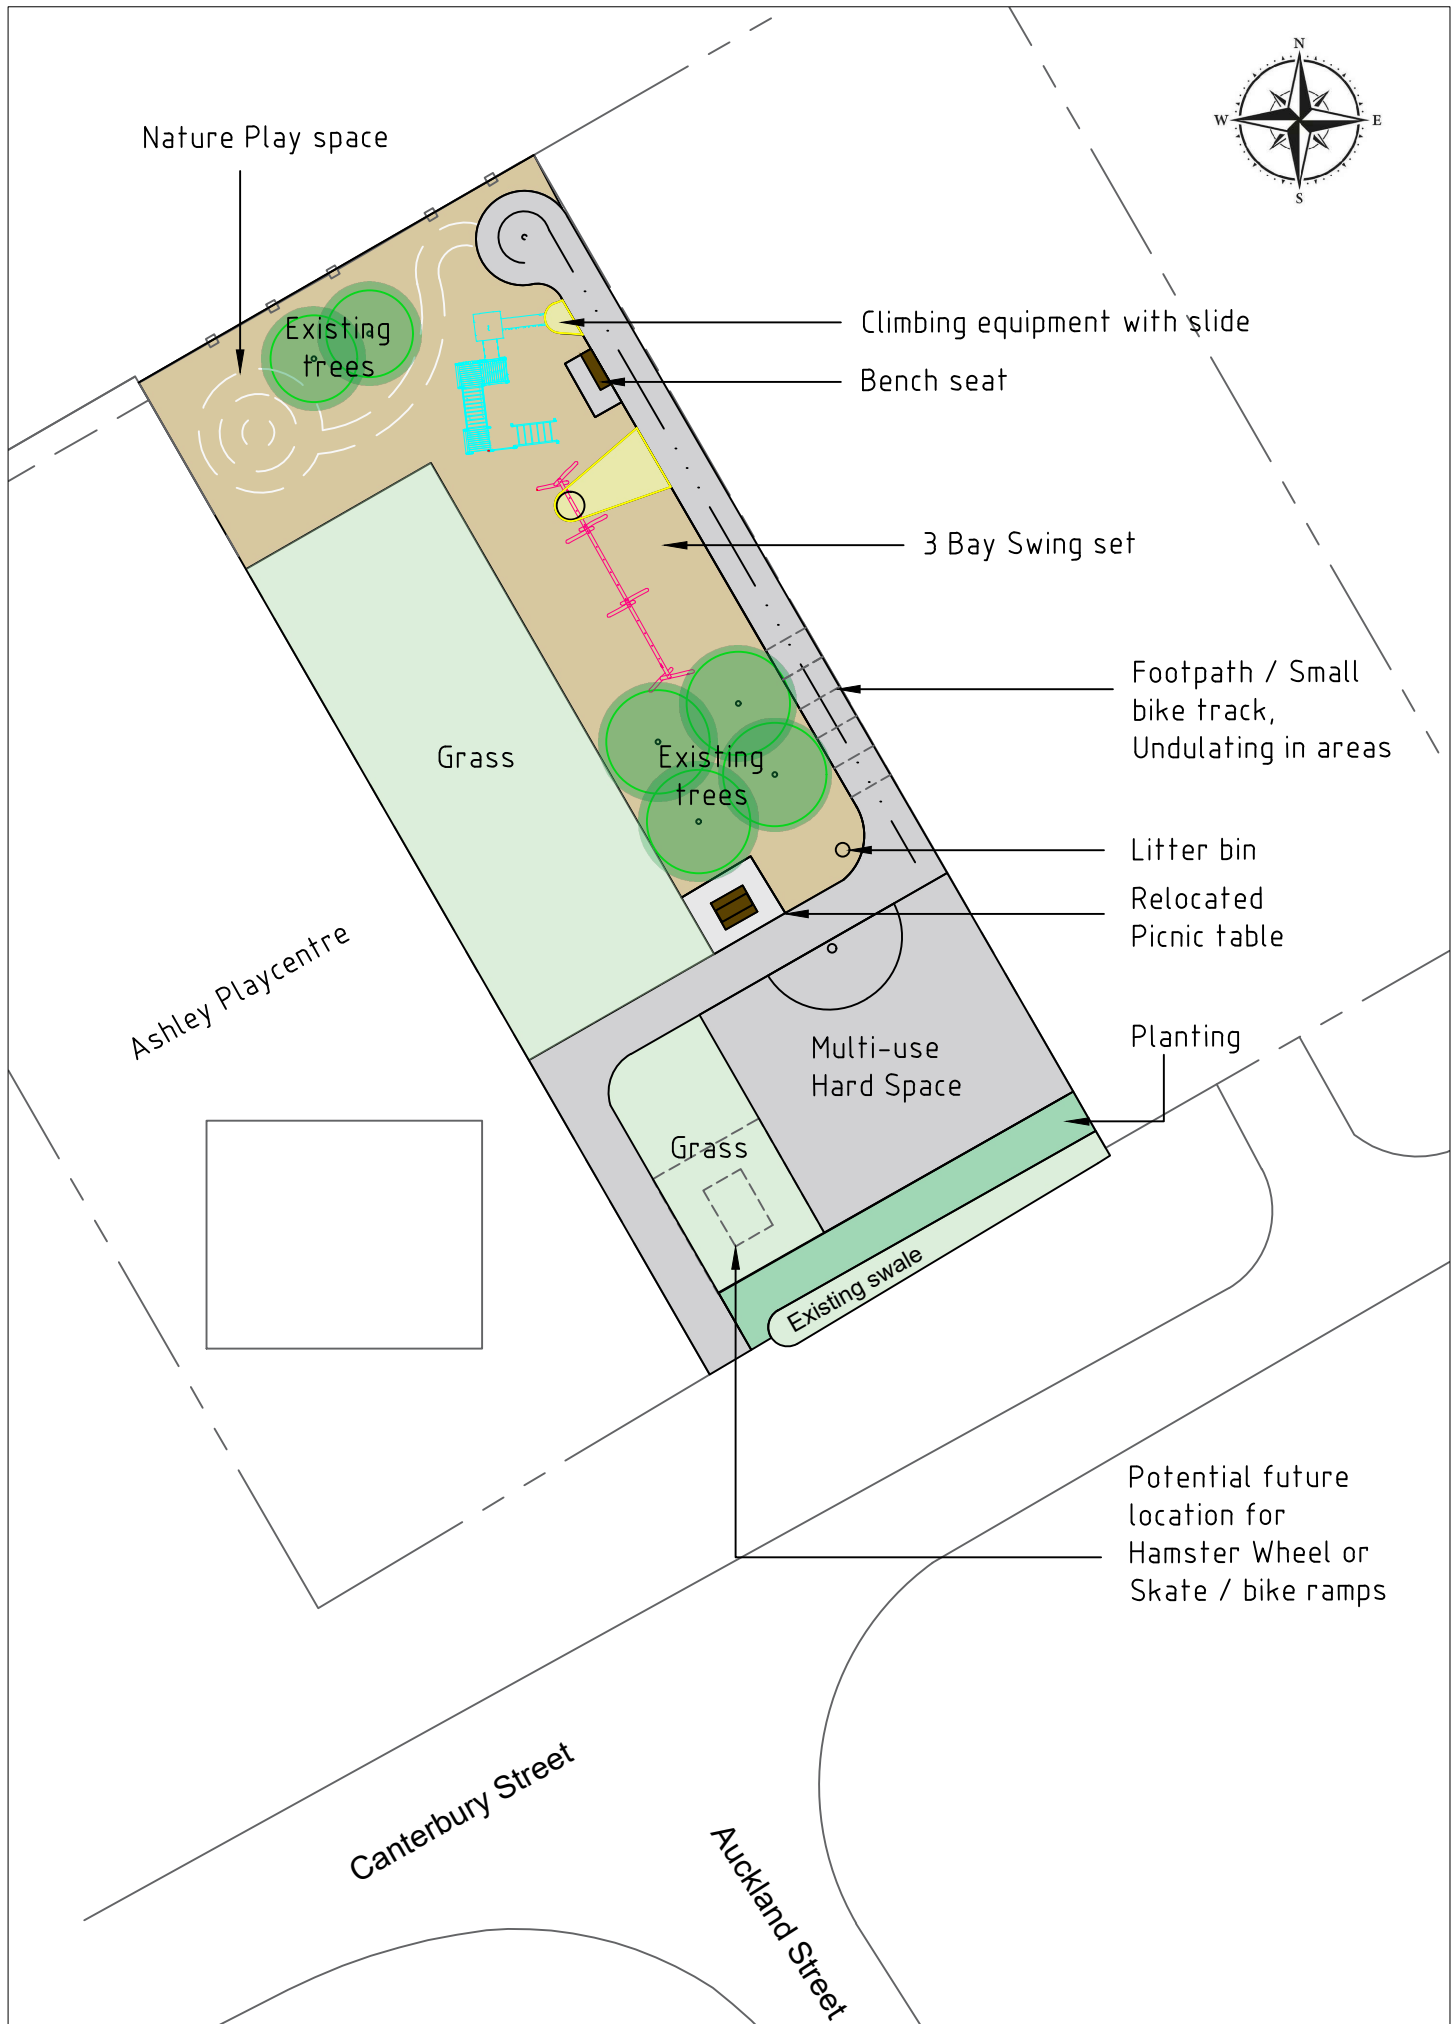 N
W
E
S
Nature Play space
Existing
trees
Climbing equipment with slide
Bench seat
3 Bay Swing set
Footpath / Small
bike track,
Undulating in areas
Grass
Existing
trees
Litter bin
Relocated
Picnic table
Ashley Playcentre
Planting
Multi-use
Hard Space
Grass
Existing swale
Potential future
location for
Hamster Wheel or
Skate / bike ramps
Canterbury Street
Auckland Street